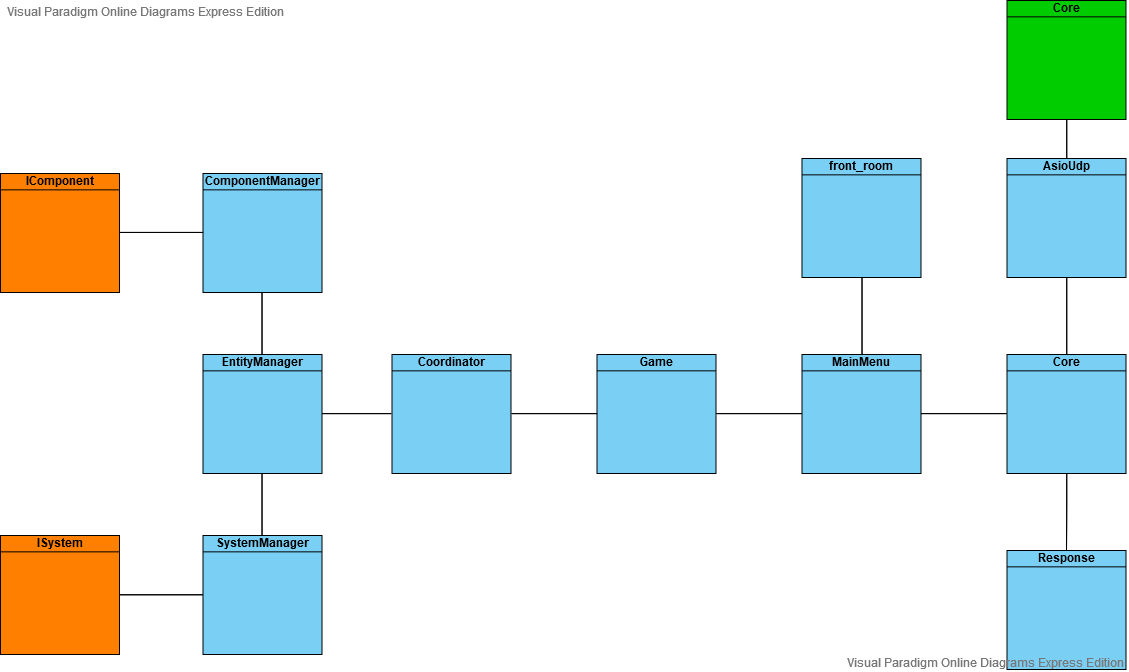 Visual Paradigm Online Diagrams Express Edition
Core
front_room
AsioUdp
IComponent
ComponentManager
EntityManager
Coordinator
Game
MainMenu
Core
ISystem
SystemManager
Response
Visual Paradigm Online Diagrams Express Edition